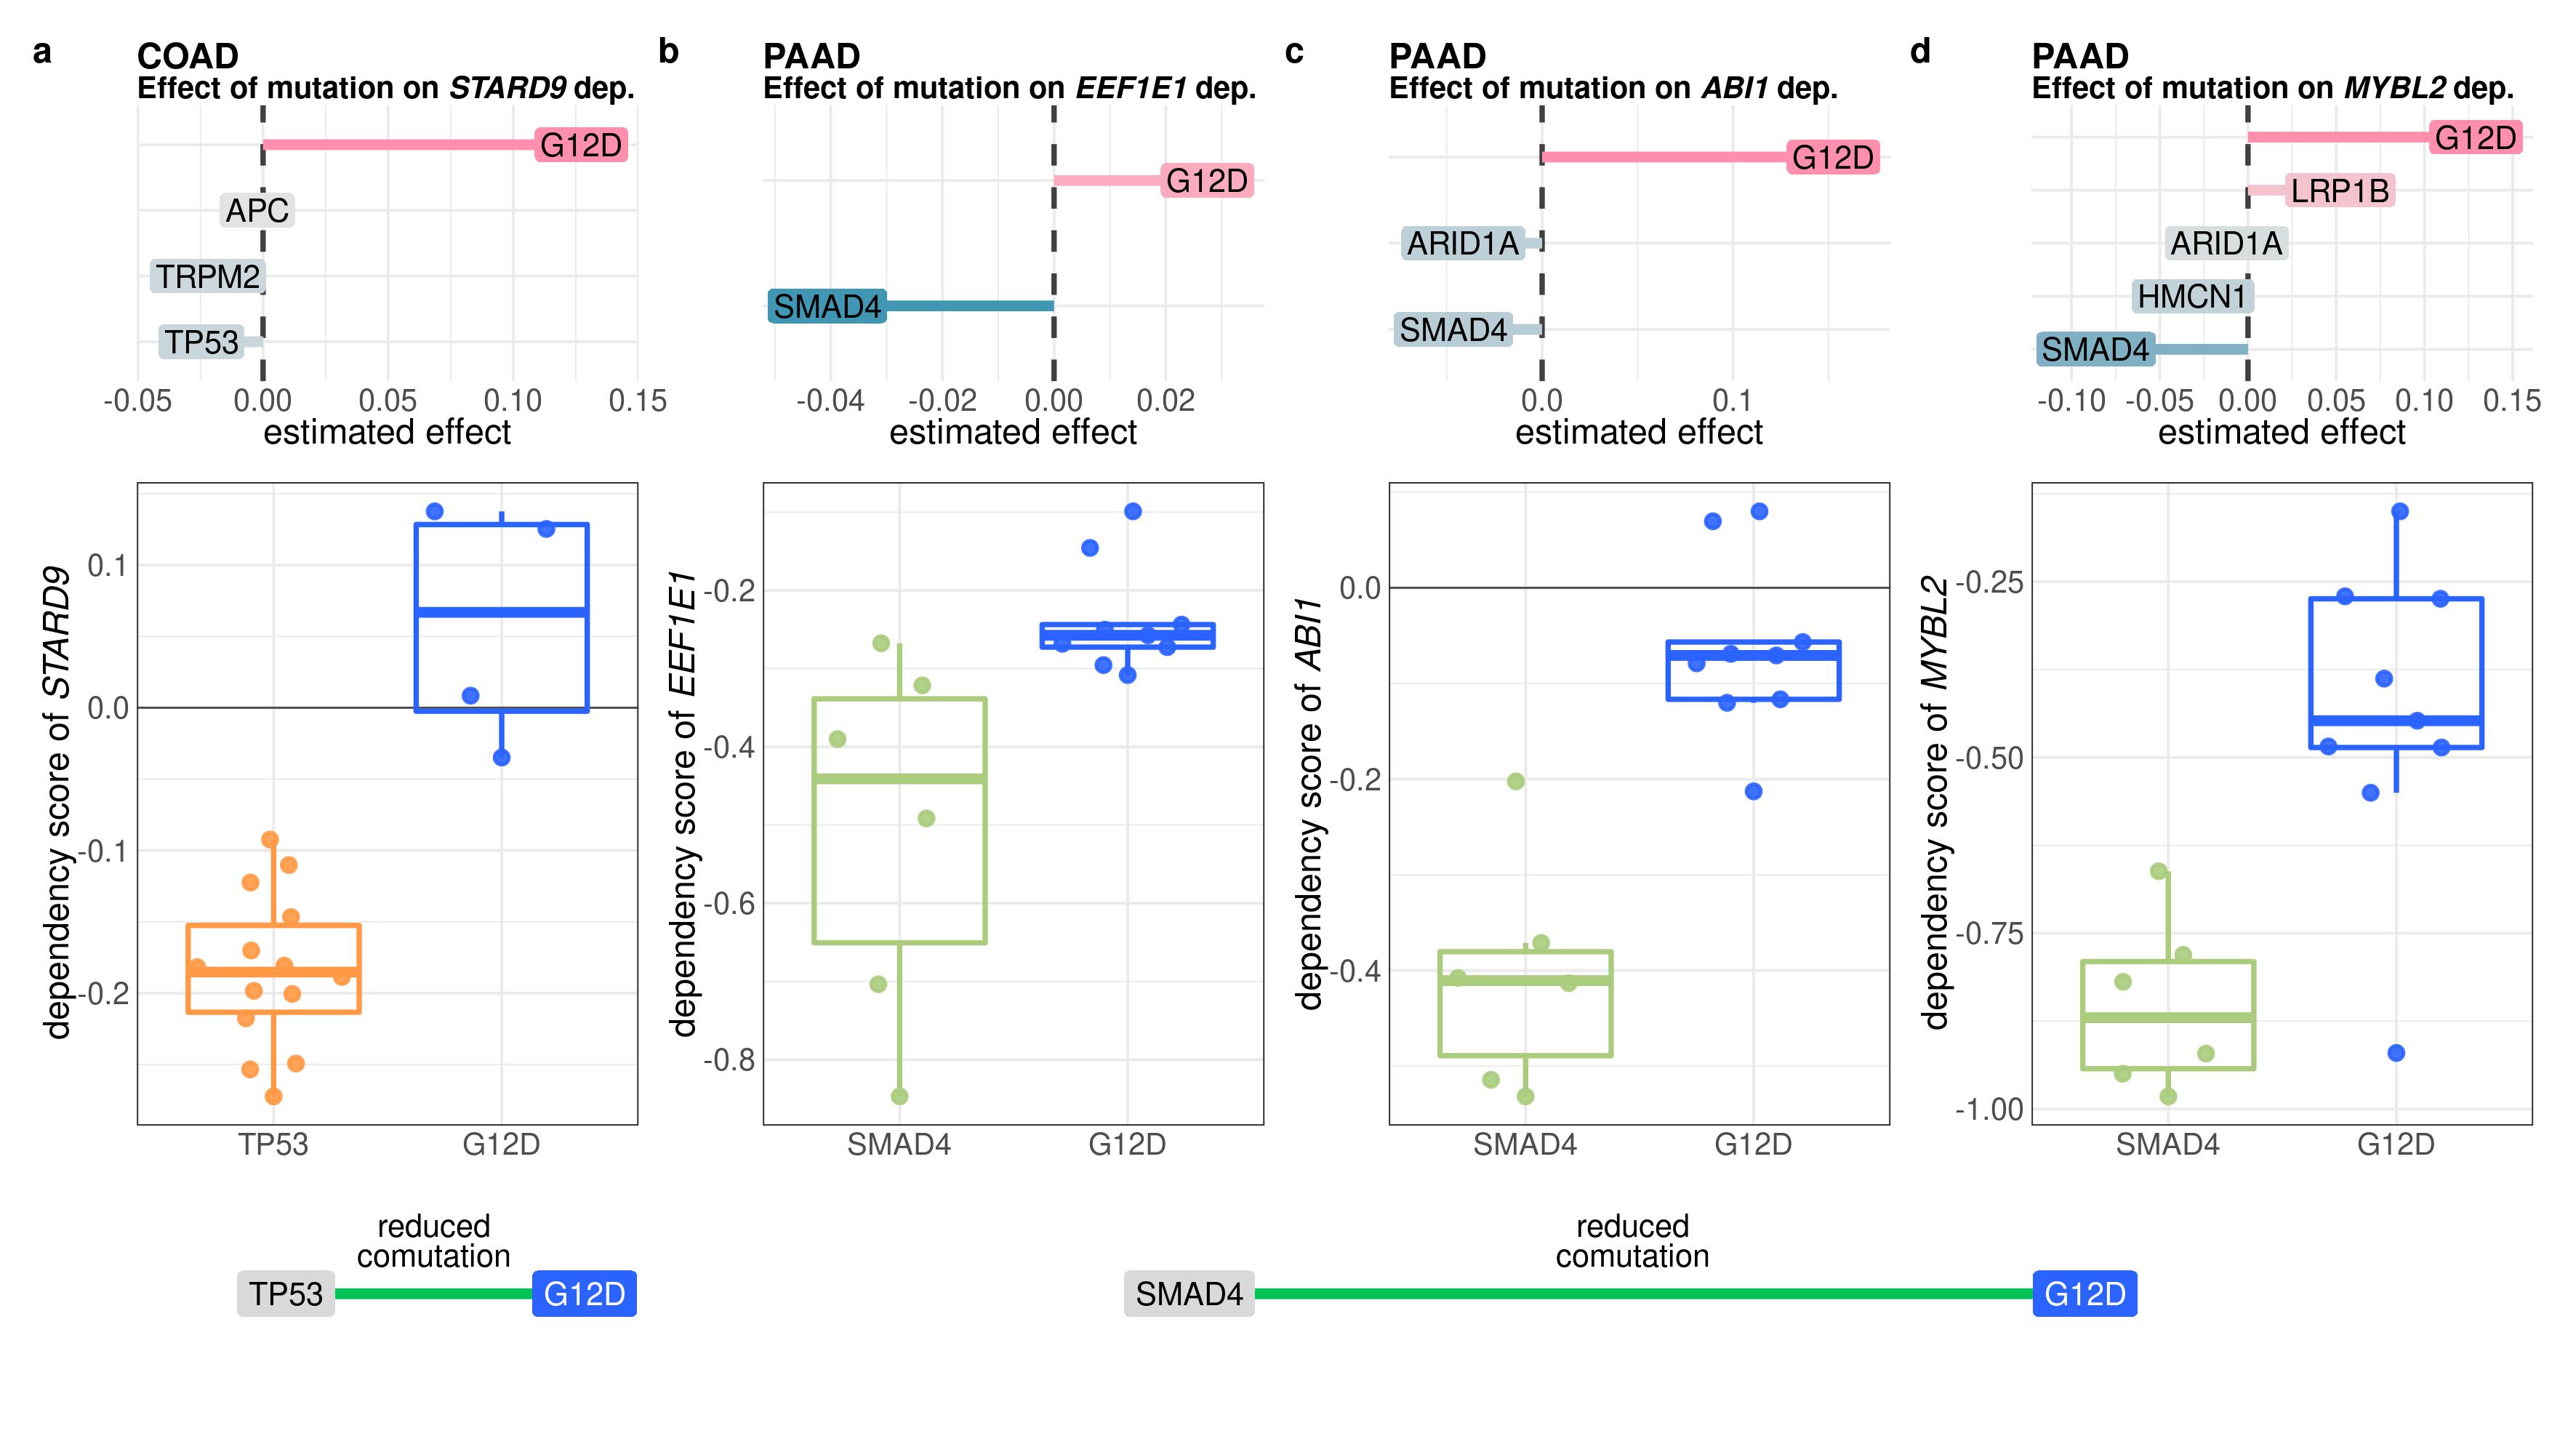 a
COAD
Effect of mutation on STARD9 dep.
G12D
APC
TRPM2
TP53
-0.05 0.00 0.05 0.10 0.15
estimated effect
b
PAAD
Effect of mutation on EEF1E1 dep.
G12D
SMAD4
-0.04 -0.02 0.00 0.02
estimated effect
c
PAAD
Effect of mutation on ABI1 dep.
G12D
ARID1A
SMAD4
0.0 0.1
estimated effect
d
PAAD
Effect of mutation on MYBL2 dep.
G12D
LRP1B
ARID1A
HMCN1
SMAD4
-0.10 -0.05 0.00 0.05 0.10 0.15
estimated effect
dependency score of STARD9
0.1
0.0
-0.1
-0.2
TP53 G12D
dependency score of EEF1E1
-0.2
-0.4
-0.6
-0.8
SMAD4 G12D
dependency score of ABI1
0.0
-0.2
-0.4
SMAD4 G12D
dependency score of MYBL2
-0.25
-0.50
-0.75
-1.00
SMAD4 G12D
reduced
comutation
TP53 G12D
reduced
comutation
SMAD4 G12D